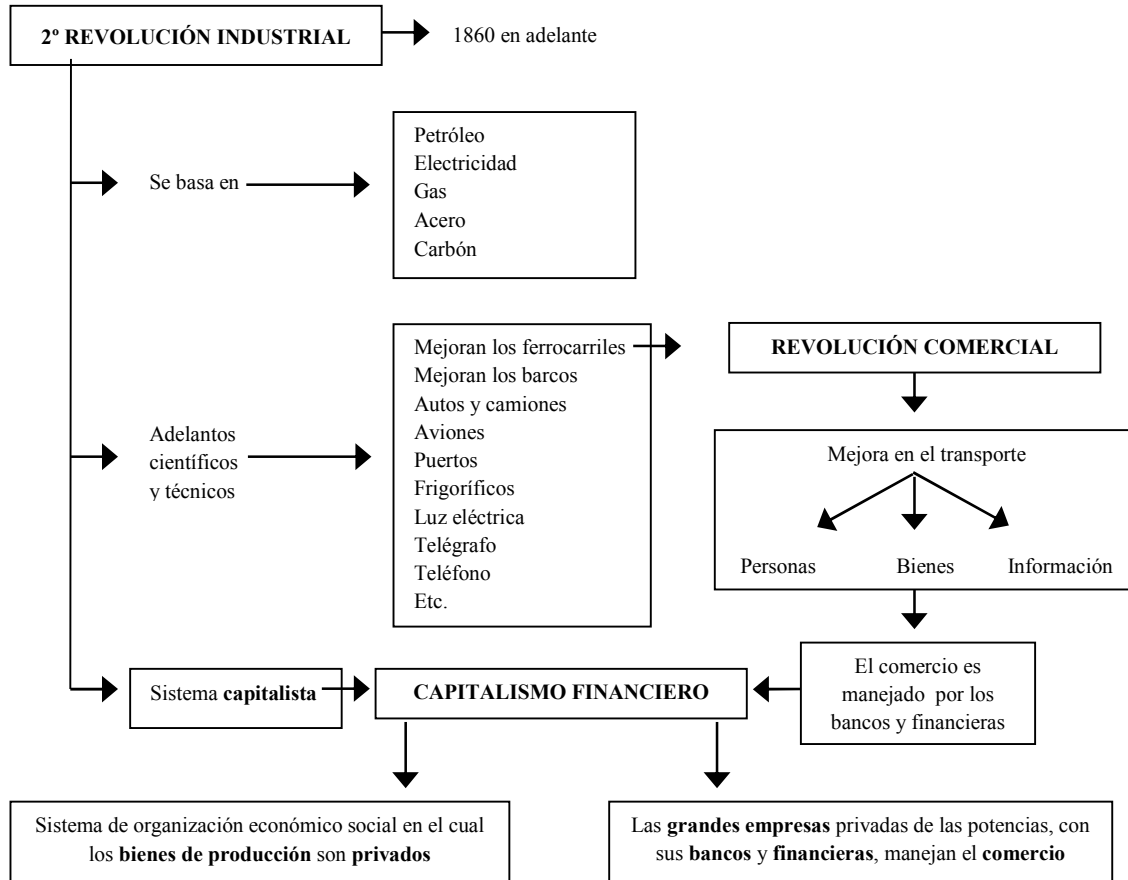 2º REVOLUCIÓN INDUSTRIAL
1860 en adelante
Se basa en
Petróleo
Electricidad
Gas
Acero
Carbón
Adelantos
científicos
y técnicos
Mejoran los ferrocarriles
Mejoran los barcos
Autos y camiones
Aviones
Puertos
Frigoríficos
Luz eléctrica
Telégrafo
Teléfono
Etc.
REVOLUCIÓN COMERCIAL
Mejora en el transporte
Personas
Bienes
Información
El comercio es
manejado por los
bancos y financieras
Sistema capitalista
CAPITALISMO FINANCIERO
Sistema de organización económico social en el cual
los bienes de producción son privados
Las grandes empresas privadas de las potencias, con
sus bancos y financieras, manejan el comercio